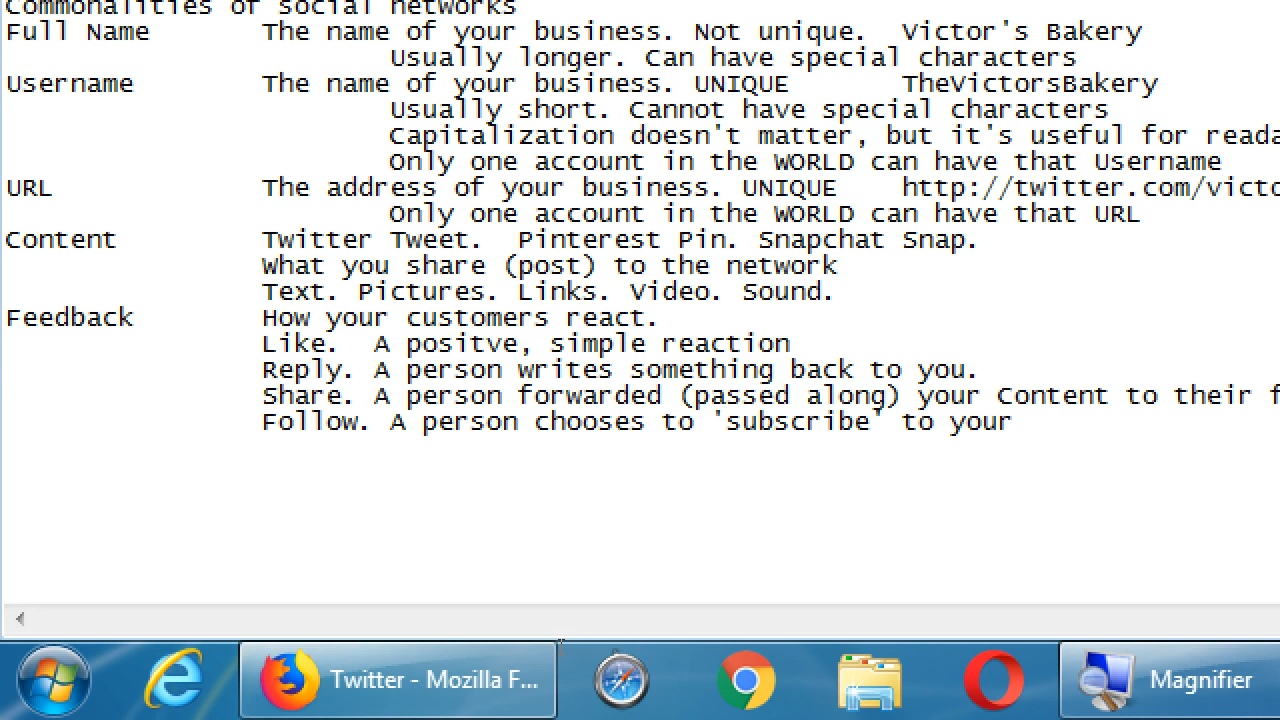 Commonalities of social networks
Full Name The name of your business. Not unique. Victor's Bakery
Usually longer. Can have special characters
Username The name of your business. UNIQUE TheVictorsBakery
Usually short. Cannot have special characters
Capitalization doesn't matter, but it's useful for reada
Only one account in the WORLD can have that Username
URL The address of your business. UNIQUE http://twitter.com/victo
Only one account in the WORLD can have that URL
Content Twitter Tweet. Pinterest Pin. Snapchat Snap.
What you share (post) to the network
Text. Pictures. Links. Video. Sound.
Feedback How your customers react.
Like. A positve, simple reaction
Reply. A person writes something back to you.
Share. A person forwarded (passed along) your Content to their f
Follow. A person chooses to 'subscribe' to your
Twitter - Mozilla F... Magnifier